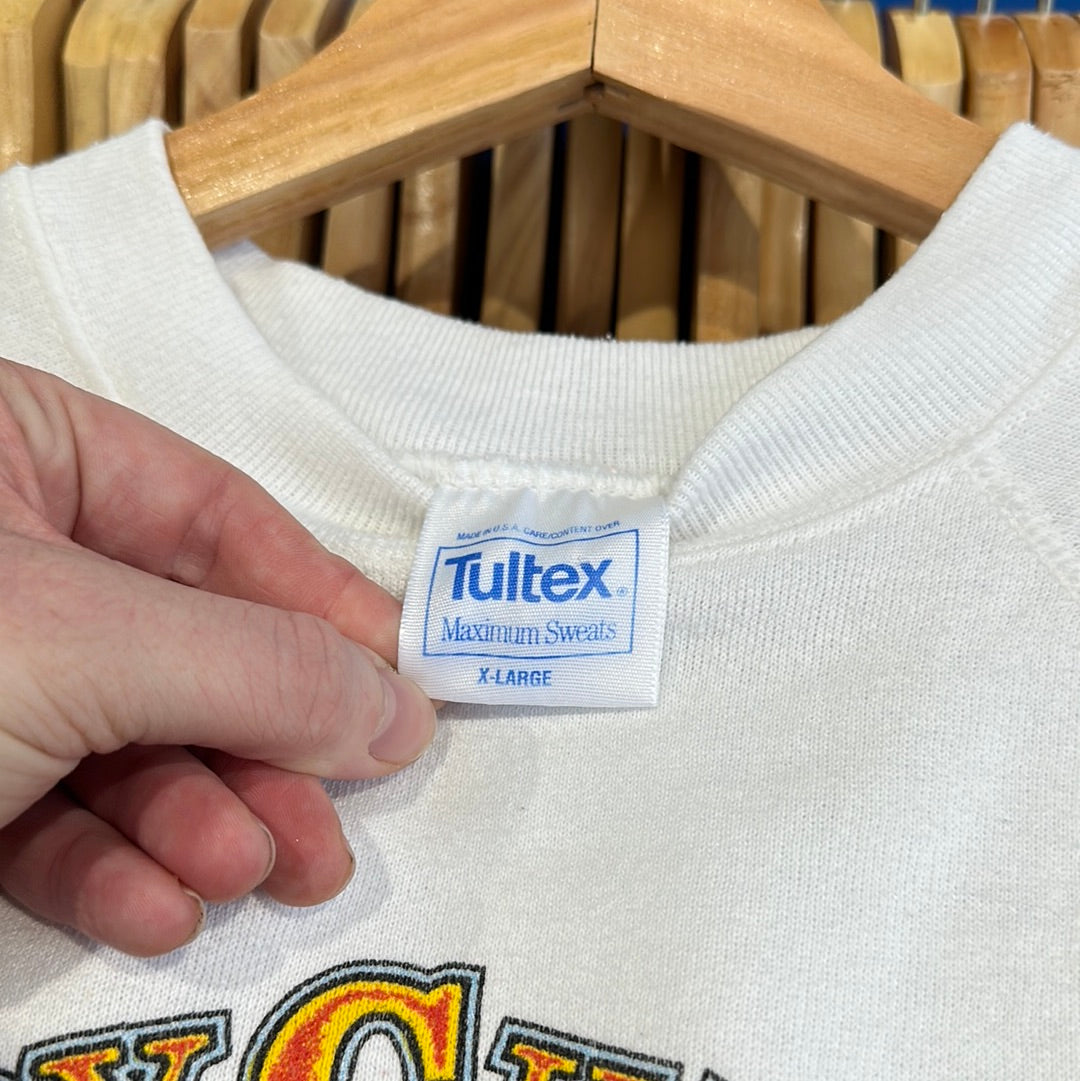 MADE IN U.S.A. CARE/CONTENT OVER
Tultex®
Maximum Sweats
X-LARGE